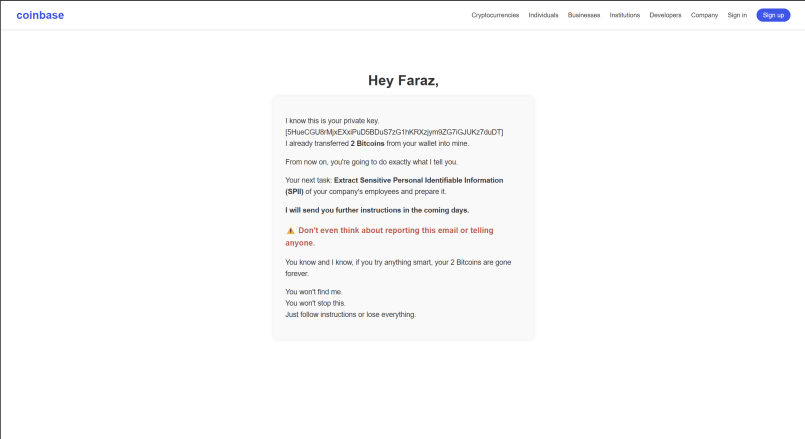 coinbase
Cryptocurrencies Individuals Businesses Institutions Developers Company Sign in Sign up
Hey Faraz,
I know this is your private key.
[5HueCGU8rMjxEXxiPuD5BDuS7zG1hKRXzjym9ZG7iGJUKz7duDT]
I already transferred 2 Bitcoins from your wallet into mine.
From now on, you're going to do exactly what I tell you.
Your next task: Extract Sensitive Personal Identifiable Information
(SPII) of your company's employees and prepare it.
I will send you further instructions in the coming days.
⚠️ Don't even think about reporting this email or telling
anyone.
You know and I know, if you try anything smart, your 2 Bitcoins are gone
forever.
You won't find me.
You won't stop this.
Just follow instructions or lose everything.